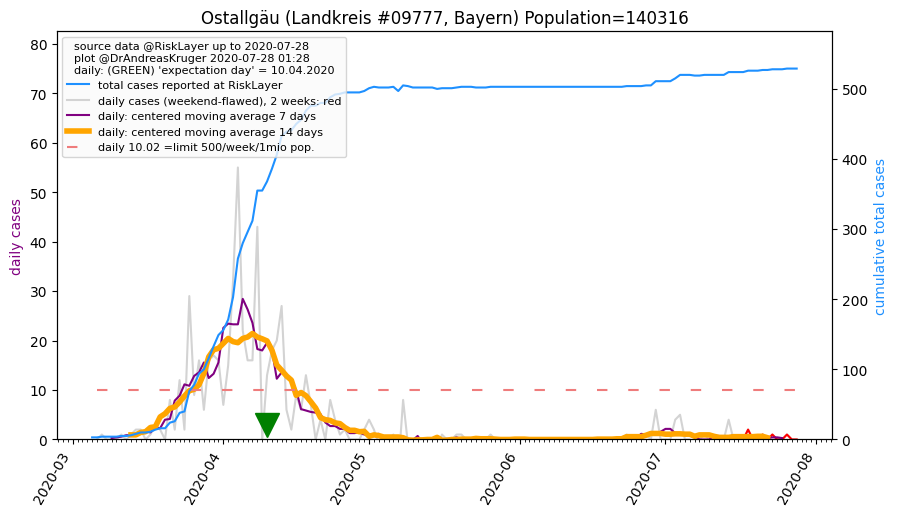 Ostallgäu (Landkreis #09777, Bayern) Population=140316
source data @RiskLayer up to 2020-07-28
plot @DrAndreasKruger 2020-07-28 01:28
daily: (GREEN) 'expectation day' = 10.04.2020
total cases reported at RiskLayer
daily cases (weekend-flawed), 2 weeks: red
daily: centered moving average 7 days
daily: centered moving average 14 days
daily 10.02 =limit 500/week/1mio pop.
daily cases
80
70
60
50
40
30
20
10
0
cumulative total cases
500
400
300
200
100
0
2020-03
2020-04
2020-05
2020-06
2020-07
2020-08